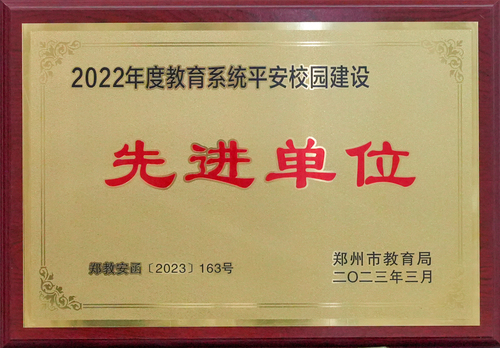 2022年度教育系统平安校园建设
先进单位
郑教安函〔2023〕163号
郑州市教育局
二〇二三年三月